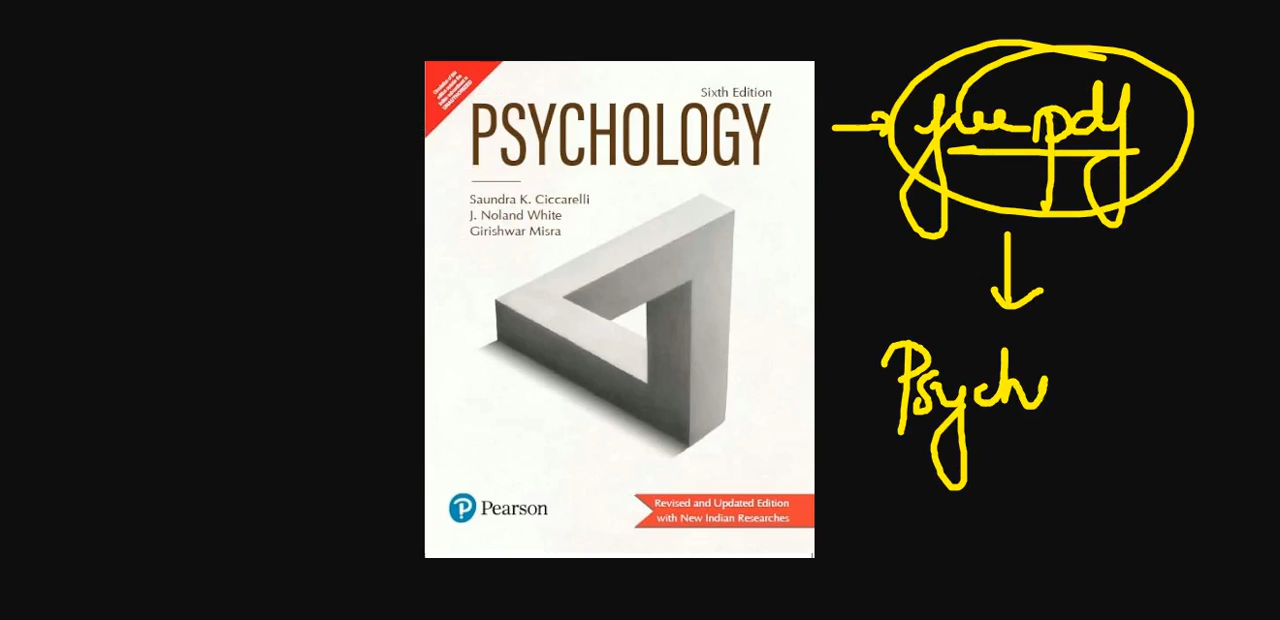 Sixth Edition
PSYCHOLOGY
Saundra K. Ciccarelli
J. Noland White
Girishwar Misra
Pearson
Revised and Updated Edition
with New Indian Researches
free pdf
Psych